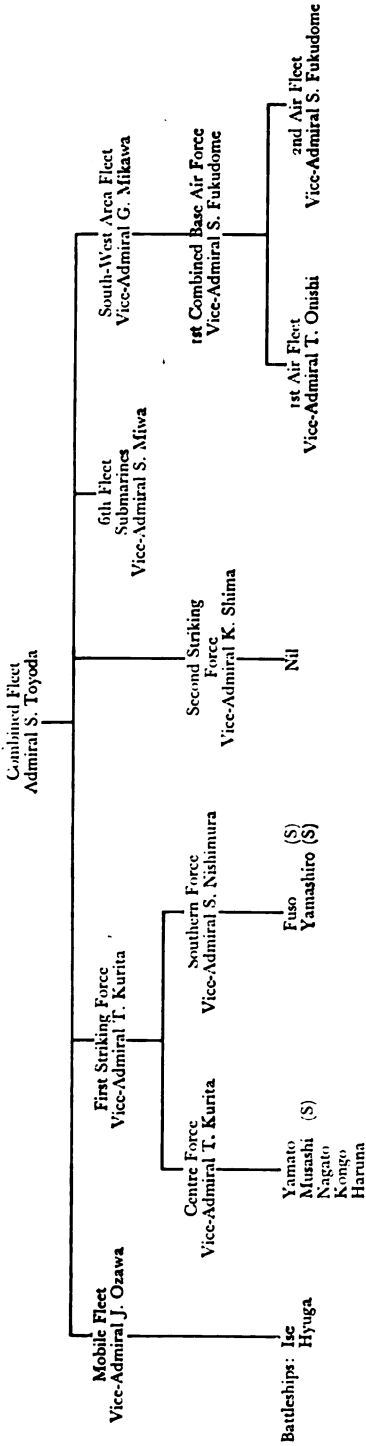 Combined Fleet
Admiral S. Toyoda
Mobile Fleet
Vice-Admiral J. Ozawa
First Striking Force
Vice-Admiral T. Kurita
Second Striking
Force
Vice-Admiral K. Shima
6th Fleet
Submarines
Vice-Admiral S. Miwa
South-West Area Fleet
Vice-Admiral G. Mikawa
Centre Force
Vice-Admiral T. Kurita
Southern Force
Vice-Admiral S. Nishimura
Nil
1st Combined Base Air Force
Vice-Admiral S. Fukudome
1st Air Fleet
Vice-Admiral T. Onishi
2nd Air Fleet
Vice-Admiral S. Fukudome
Battleships: Ise
Hyuga
Yamato
Musashi (S)
Nagato
Kongo
Haruna
Fuso (S)
Yamashiro (S)